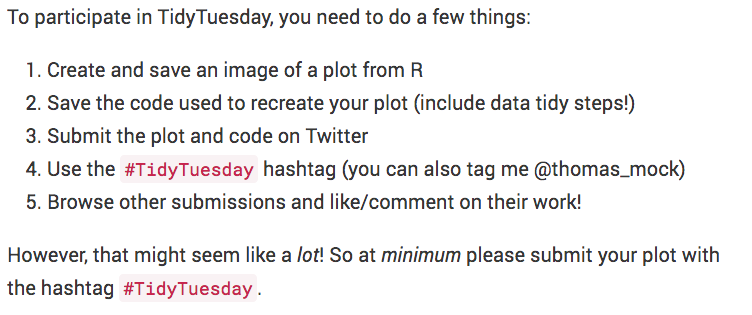 To participate in TidyTuesday, you need to do a few things:
1. Create and save an image of a plot from R
2. Save the code used to recreate your plot (include data tidy steps!)
3. Submit the plot and code on Twitter
4. Use the #TidyTuesday hashtag (you can also tag me @thomas_mock)
5. Browse other submissions and like/comment on their work!
However, that might seem like a lot! So at minimum please submit your plot with
the hashtag #TidyTuesday.